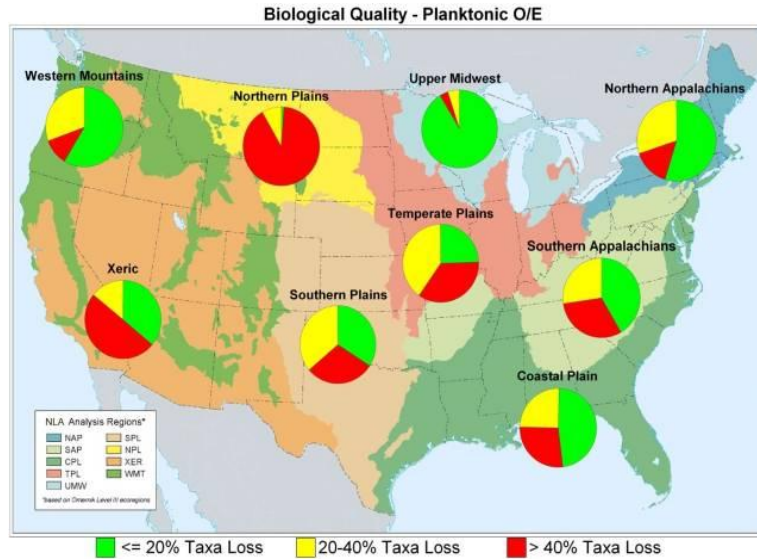 Biological Quality - Planktonic O/E
Western Mountains
Northern Plains
Upper Midwest
Northern Appalachians
Temperate Plains
Southern Appalachians
Xeric
Southern Plains
Coastal Plain
NLA Analysis Regions*
NAP SPL
SAP NPL
CPL XER
TPL WMT
UMW
*based on Omernik Level III ecoregions
<= 20% Taxa Loss 20-40% Taxa Loss > 40% Taxa Loss